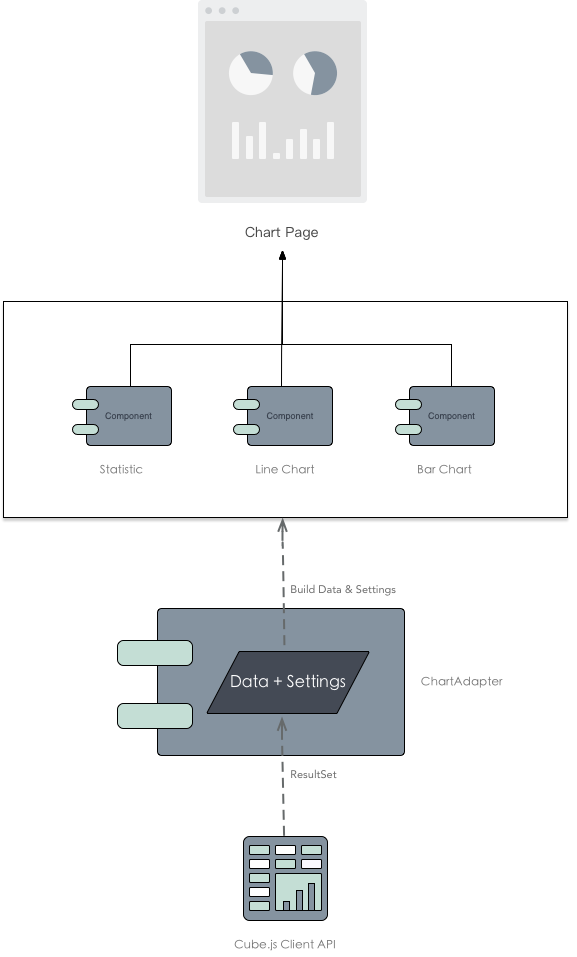 Chart Page
Component
Component
Component
Statistic
Line Chart
Bar Chart
Build Data & Settings
Data + Settings
ChartAdapter
ResultSet
Cube.js Client API